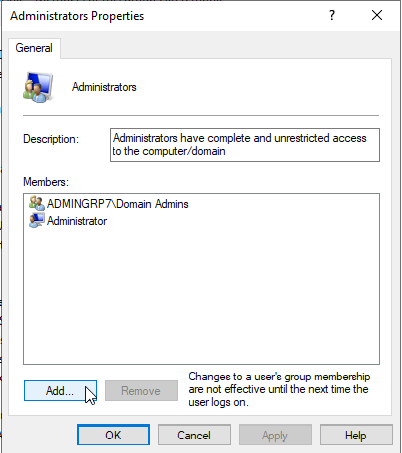 Administrators Properties
General
Administrators
Description:
Administrators have complete and unrestricted access
to the computer/domain
Members:
ADMINGRP7\Domain Admins
Administrator
Add...
Remove
Changes to a user's group membership
are not effective until the next time the
user logs on.
OK
Cancel
Apply
Help